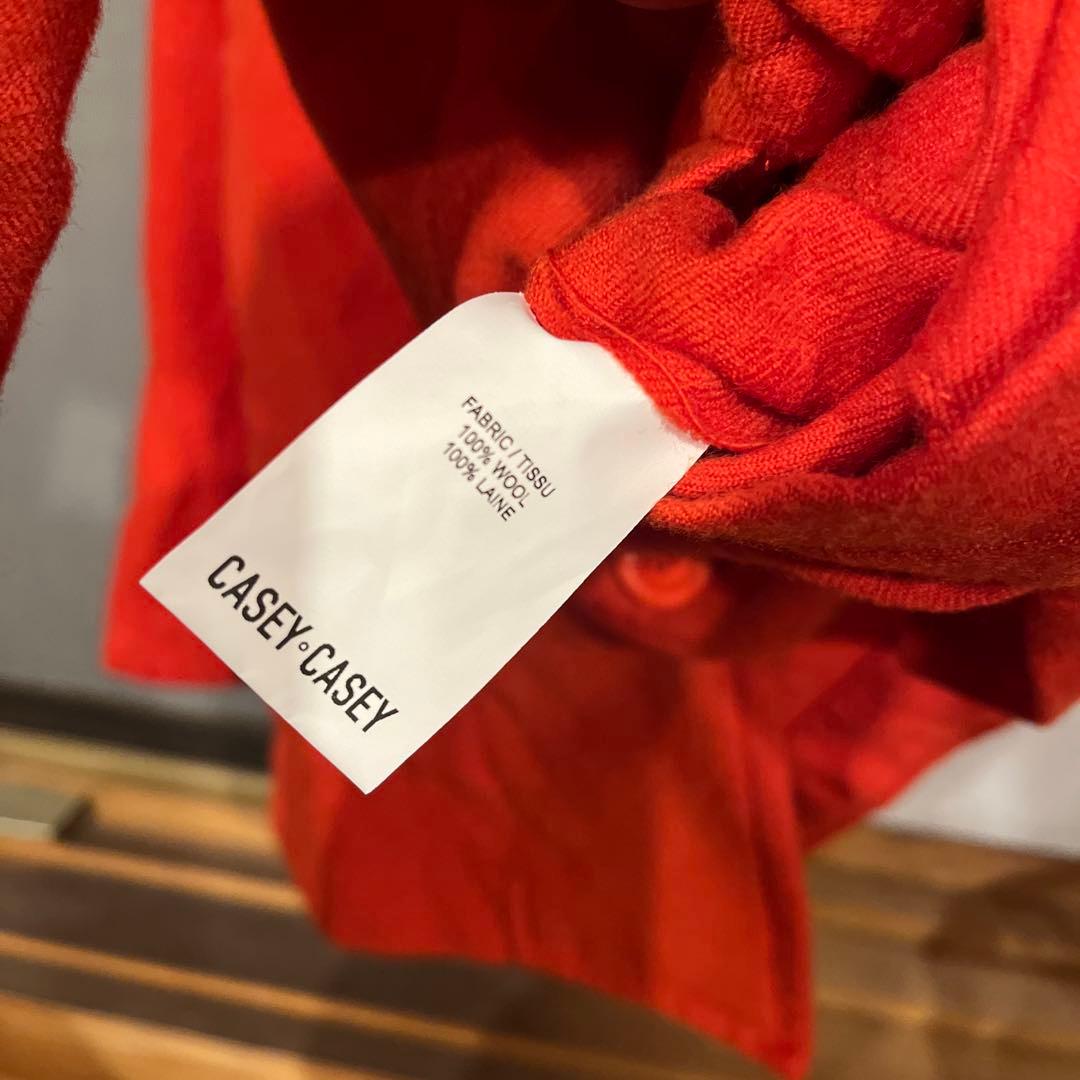 FABRIC / TISSU
100% WOOL
100% LAINE
CASEY°CASEY